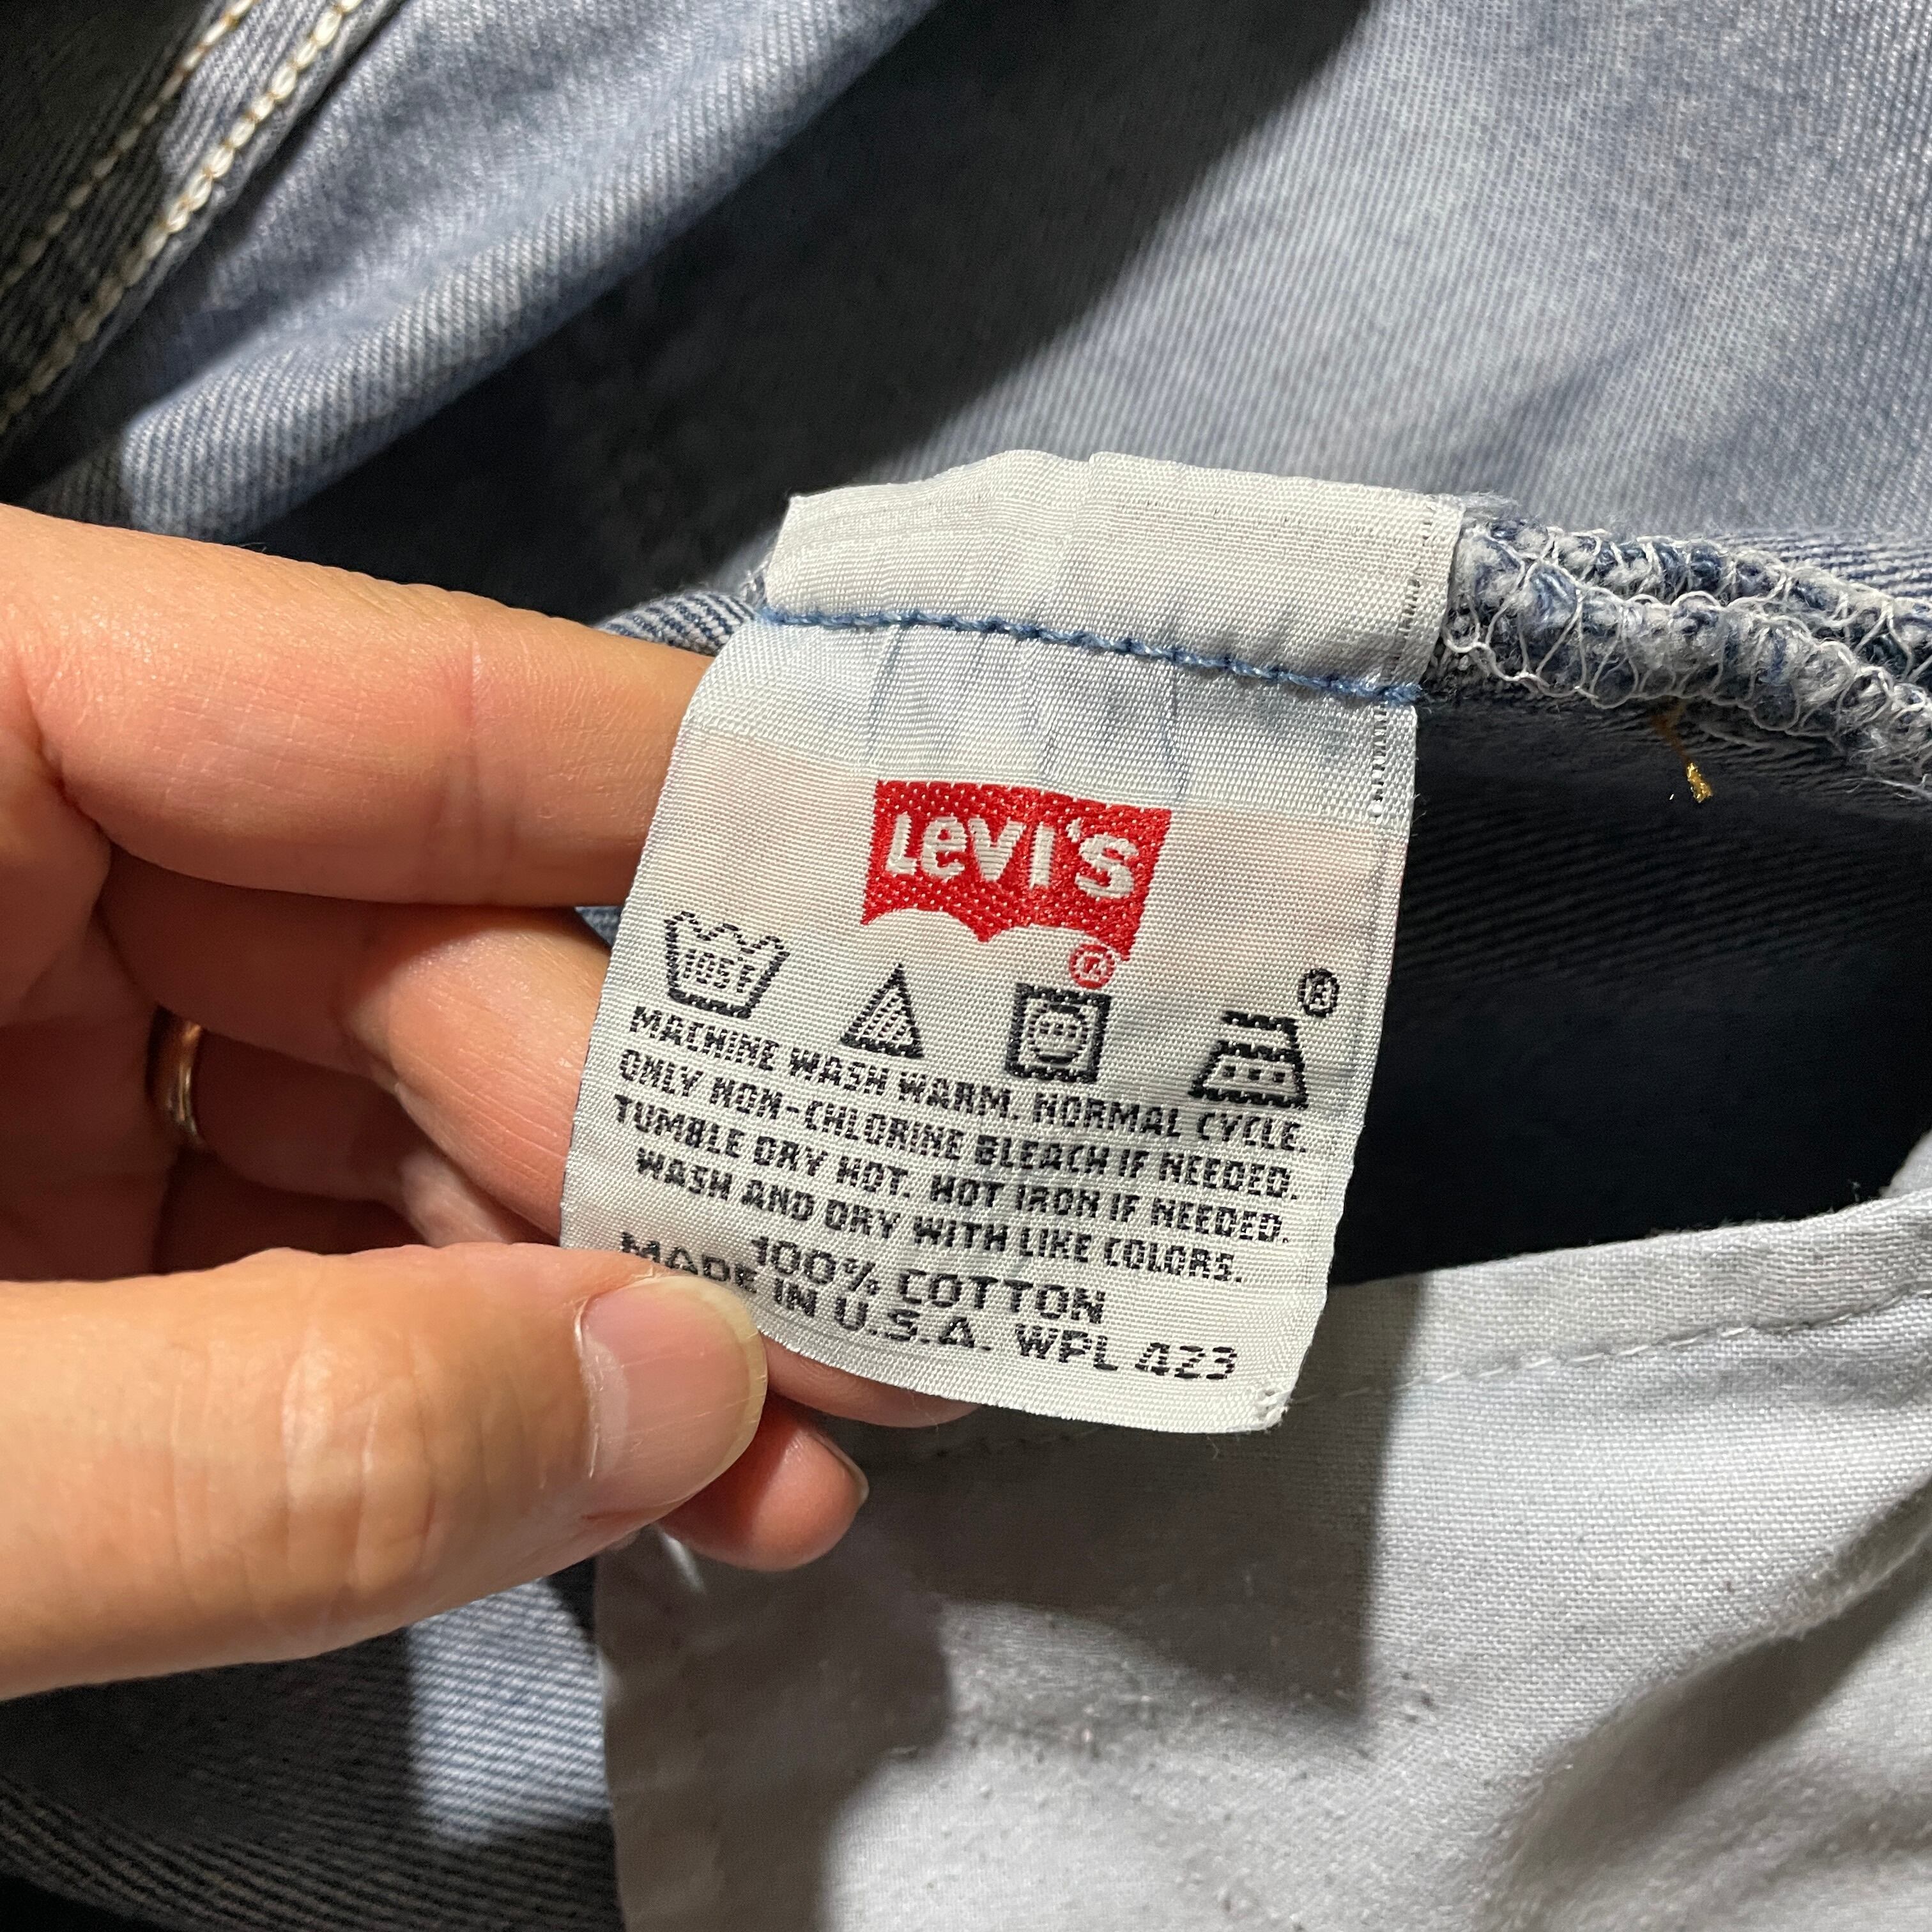 LEVI'S
®
105F
®
MACHINE WASH WARM. NORMAL CYCLE.
ONLY NON-CHLORINE BLEACH IF NEEDED.
TUMBLE DRY HOT. HOT IRON IF NEEDED.
WASH AND DRY WITH LIKE COLORS.
100% COTTON
MADE IN U.S.A. WPL 423